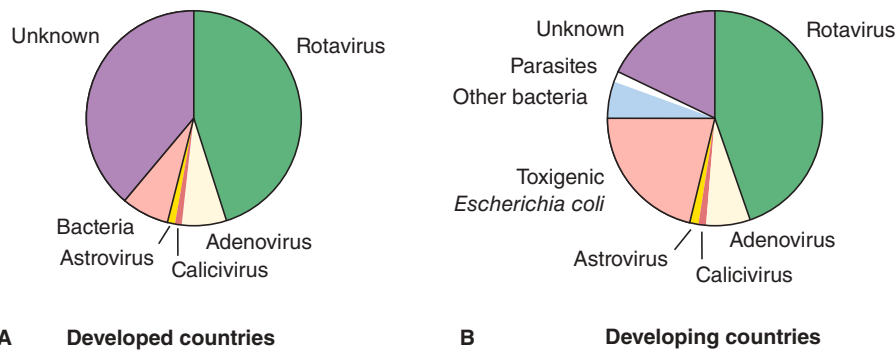 Unknown
Rotavirus
Bacteria
Astrovirus
Calicivirus
Adenovirus
A Developed countries
Unknown
Rotavirus
Parasites
Other bacteria
Toxigenic
Escherichia coli
Astrovirus
Calicivirus
Adenovirus
B Developing countries